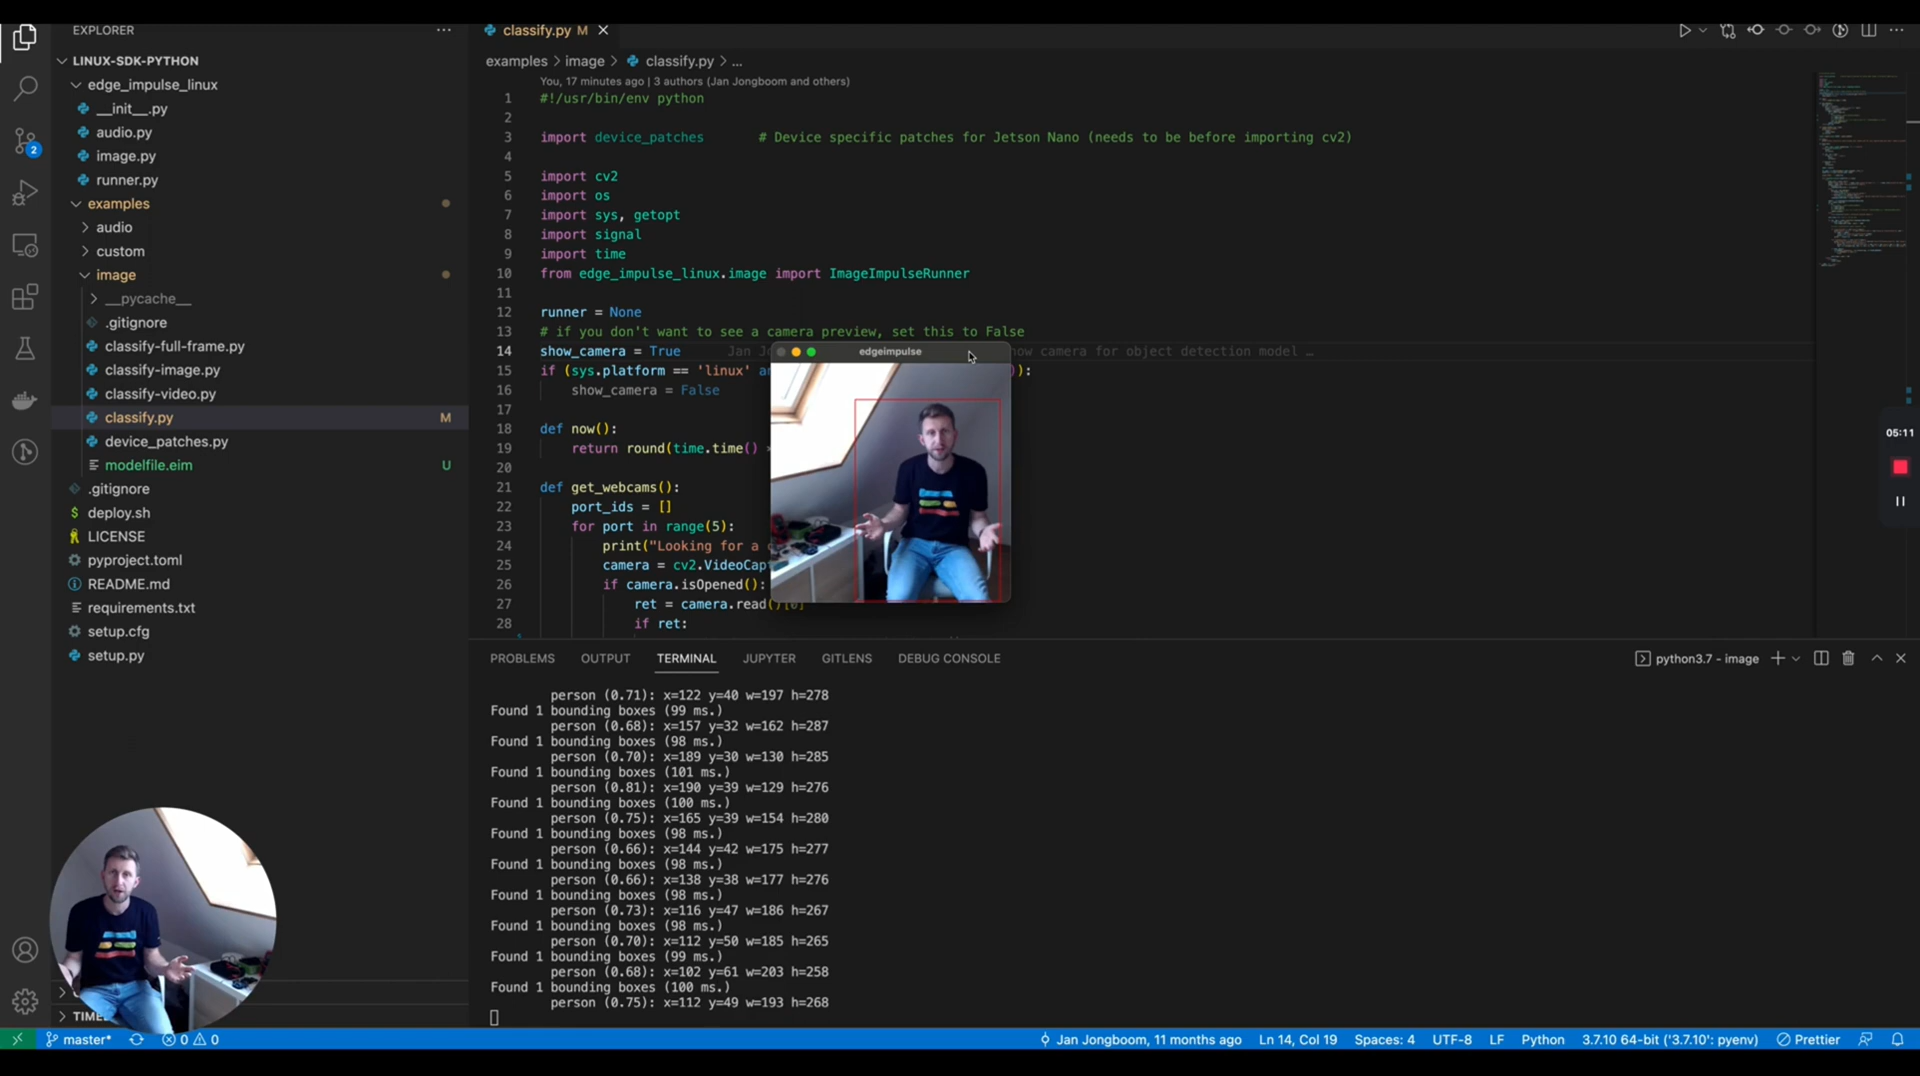 EXPLORER
LINUX-SDK-PYTHON
edge_impulse_linux
__init__.py
audio.py
image.py
runner.py
examples
audio
custom
image
__pycache__
.gitignore
classify-full-frame.py
classify-image.py
classify-video.py
classify.py M
device_patches.py
modelfile.eim U
.gitignore
deploy.sh
LICENSE
pyproject.toml
README.md
requirements.txt
setup.cfg
setup.py
2
classify.py M
examples > image > classify.py > ...
You, 17 minutes ago | 3 authors (Jan Jongboom and others)
1 #!/usr/bin/env python
2
3 import device_patches # Device specific patches for Jetson Nano (needs to be before importing cv2)
4
5 import cv2
6 import os
7 import sys, getopt
8 import signal
9 import time
10 from edge_impulse_linux.image import ImageImpulseRunner
11
12 runner = None
13 # if you don't want to see a camera preview, set this to False
14 show_camera = True Jan Jo how camera for object detection model …
15 if (sys.platform == 'linux' an )):
16 show_camera = False
17
18 def now():
19 return round(time.time() *
20
21 def get_webcams():
22 port_ids = []
23 for port in range(5):
24 print("Looking for a
25 camera = cv2.VideoCapt
26 if camera.isOpened():
27 ret = camera.read()[0]
28 if ret:
edgeimpulse
05:11
PROBLEMS OUTPUT TERMINAL JUPYTER GITLENS DEBUG CONSOLE
python3.7 - image
person (0.71): x=122 y=40 w=197 h=278
Found 1 bounding boxes (99 ms.)
person (0.68): x=157 y=32 w=162 h=287
Found 1 bounding boxes (98 ms.)
person (0.70): x=189 y=30 w=130 h=285
Found 1 bounding boxes (101 ms.)
person (0.81): x=190 y=39 w=129 h=276
Found 1 bounding boxes (100 ms.)
person (0.75): x=165 y=39 w=154 h=280
Found 1 bounding boxes (98 ms.)
person (0.66): x=144 y=42 w=175 h=277
Found 1 bounding boxes (98 ms.)
person (0.66): x=138 y=38 w=177 h=276
Found 1 bounding boxes (98 ms.)
person (0.73): x=116 y=47 w=186 h=267
Found 1 bounding boxes (98 ms.)
person (0.70): x=112 y=50 w=185 h=265
Found 1 bounding boxes (99 ms.)
person (0.68): x=102 y=61 w=203 h=258
Found 1 bounding boxes (100 ms.)
person (0.75): x=112 y=49 w=193 h=268
TIME
master* 0 0 Jan Jongboom, 11 months ago Ln 14, Col 19 Spaces: 4 UTF-8 LF Python 3.7.10 64-bit ('3.7.10': pyenv) Prettier